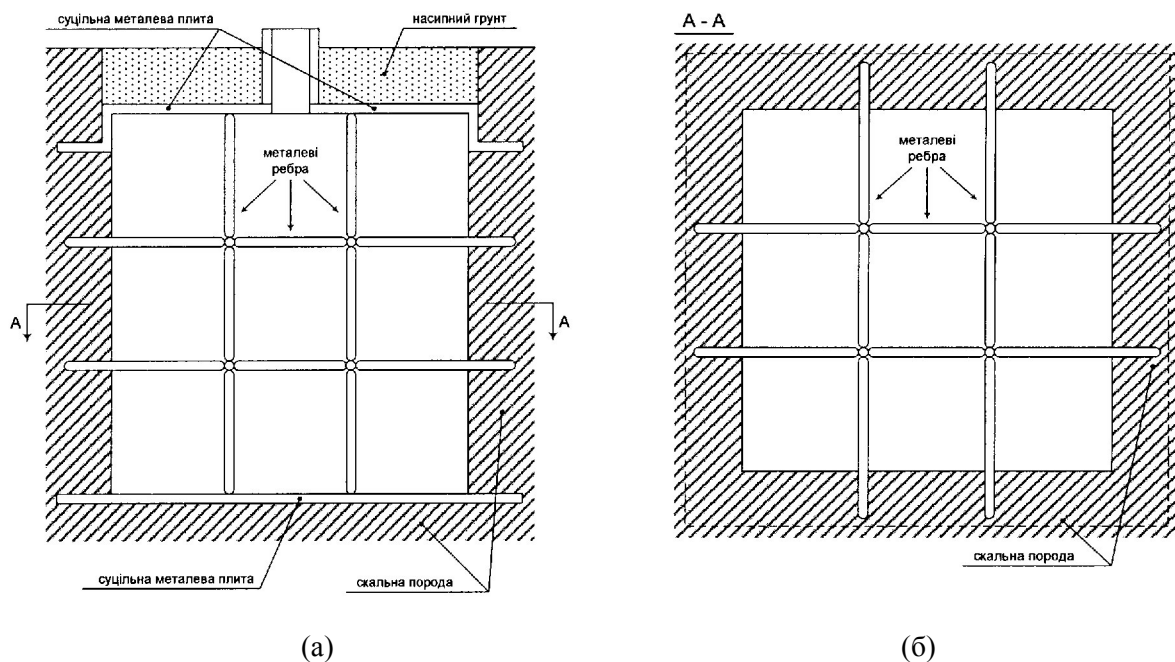 суцільна металева плита
насипний грунт
А - А
металеві
ребра
металеві
ребра
А
А
скальна порода
суцільна металева плита
скальна порода
(а)
(б)